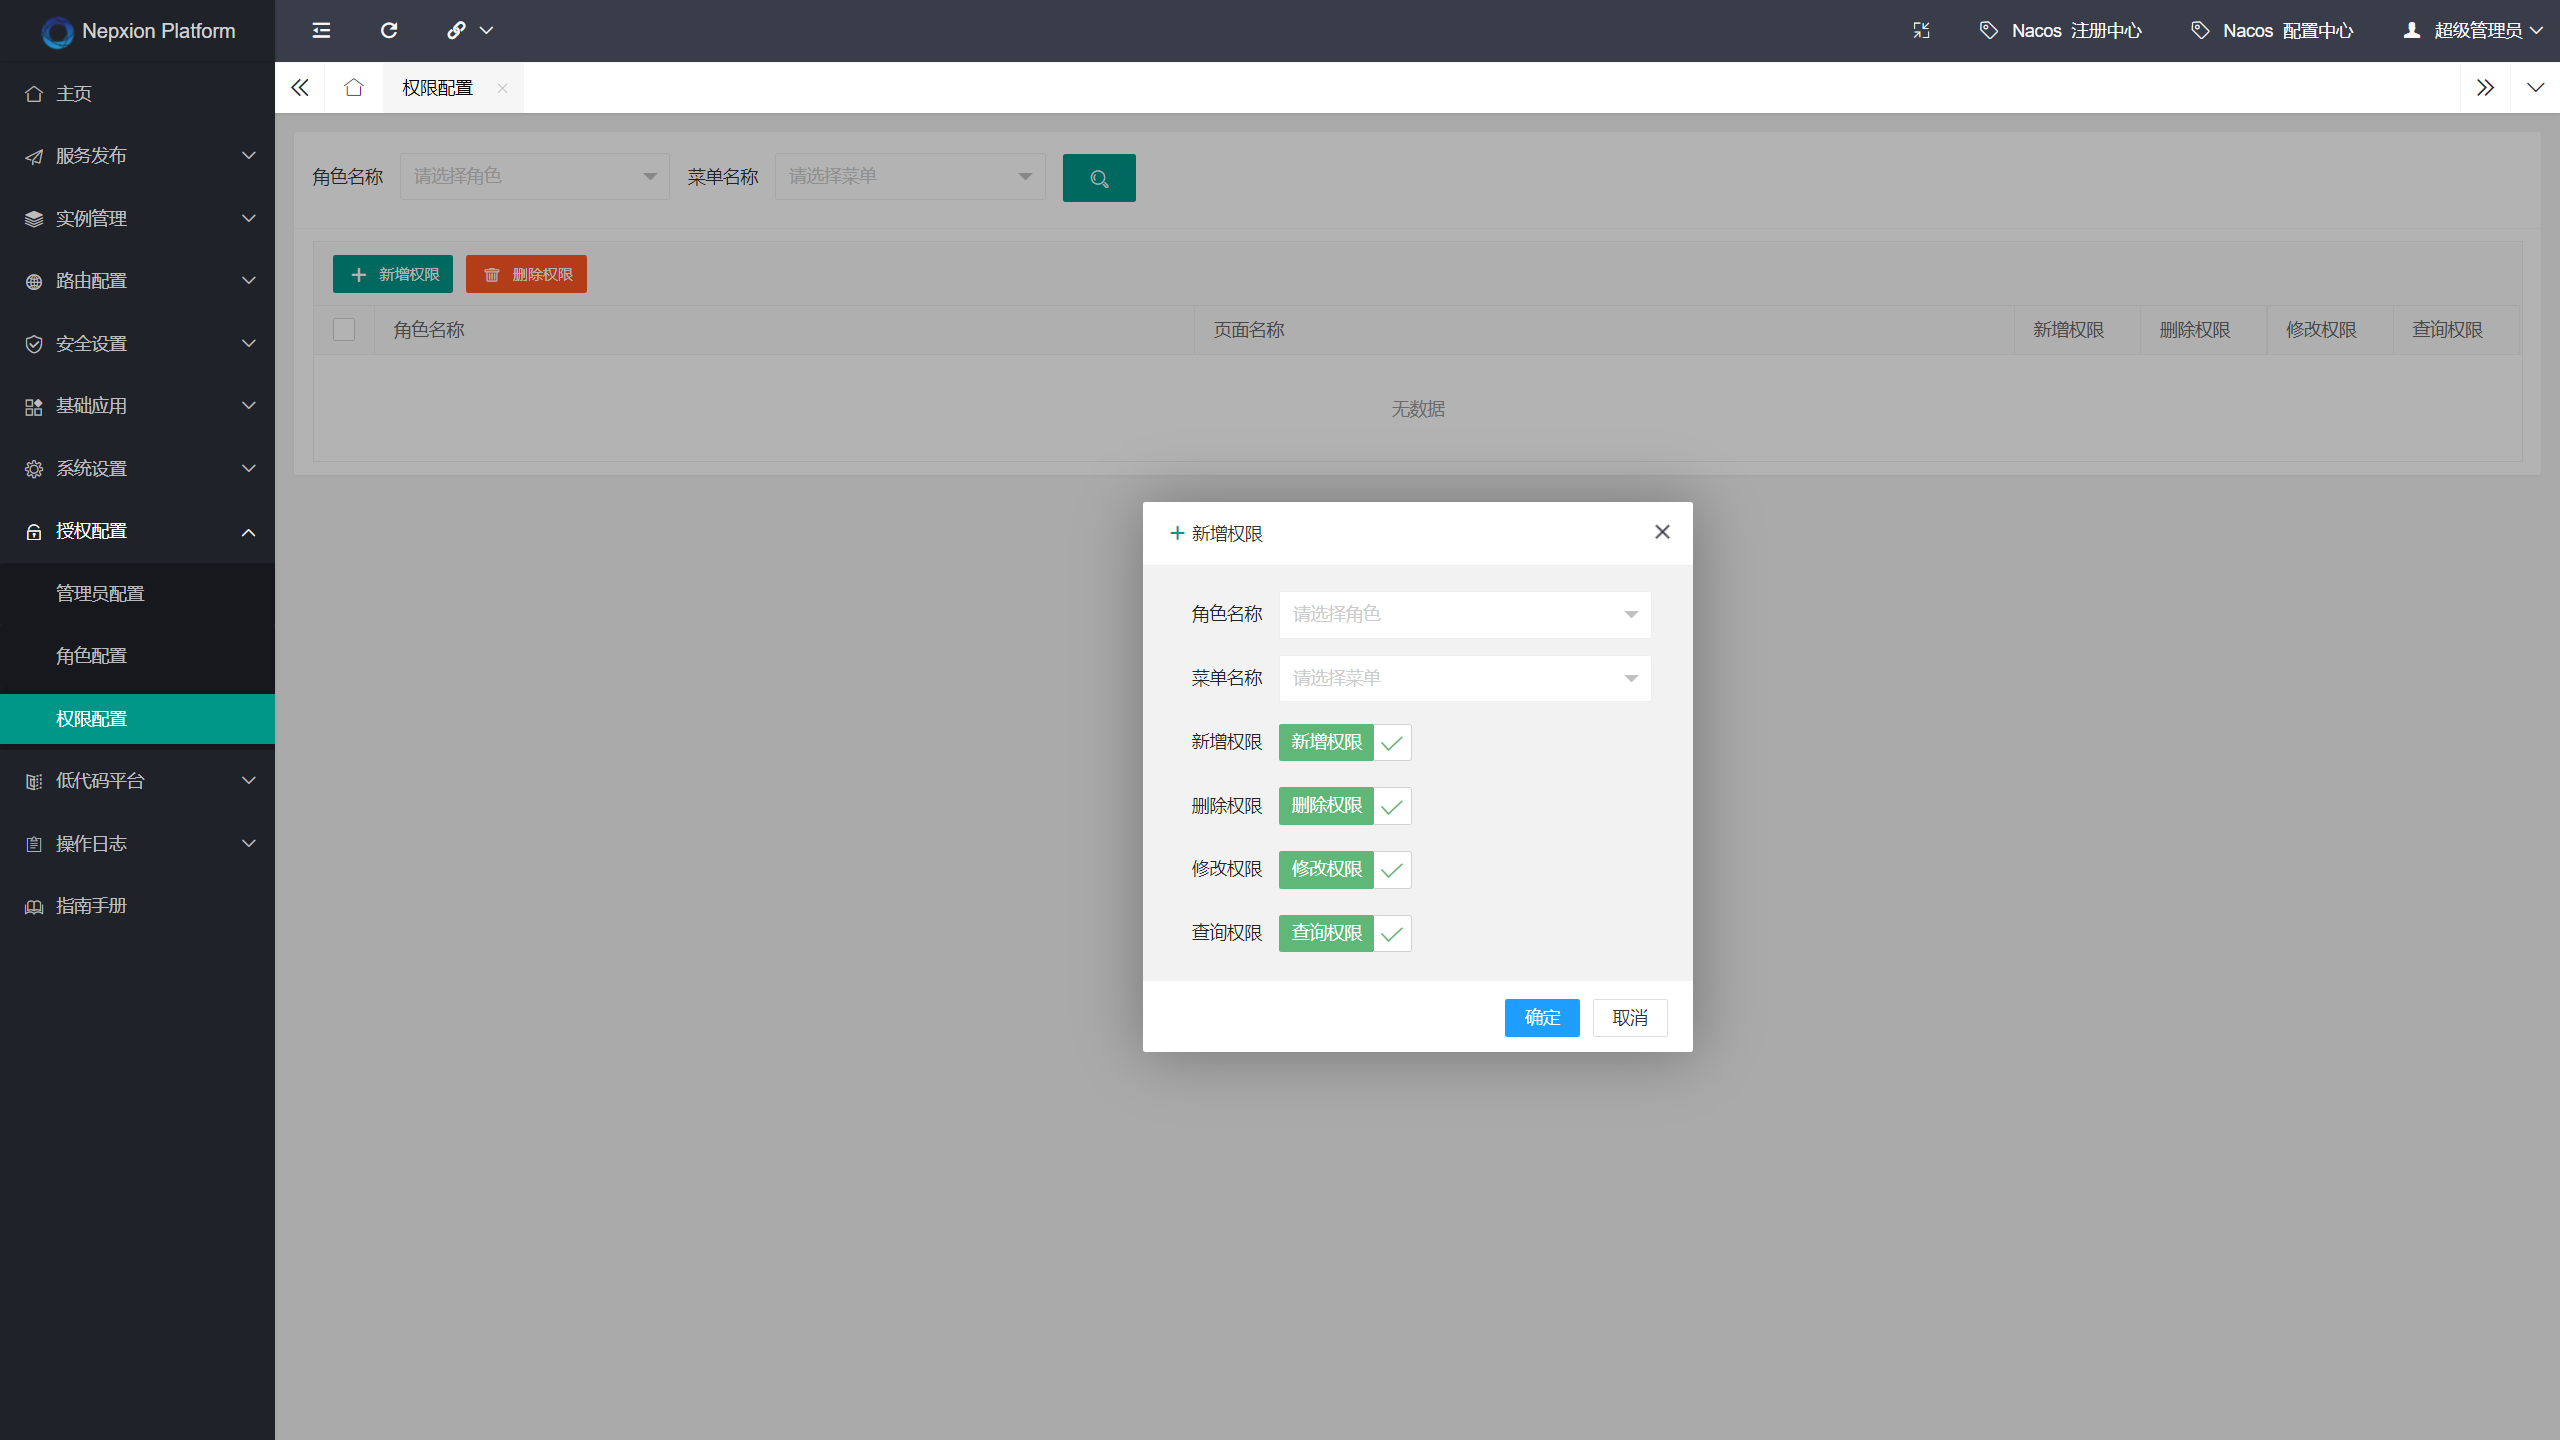 Nepxion Platform
Nacos 注册中心
Nacos 配置中心
超级管理员
主页
服务发布
实例管理
路由配置
安全设置
基础应用
系统设置
授权配置
管理员配置
角色配置
权限配置
低代码平台
操作日志
指南手册
权限配置
角色名称 请选择角色 菜单名称 请选择菜单
新增权限 删除权限
角色名称 页面名称 新增权限 删除权限 修改权限 查询权限
无数据
新增权限
角色名称 请选择角色
菜单名称 请选择菜单
新增权限 新增权限
删除权限 删除权限
修改权限 修改权限
查询权限 查询权限
确定 取消